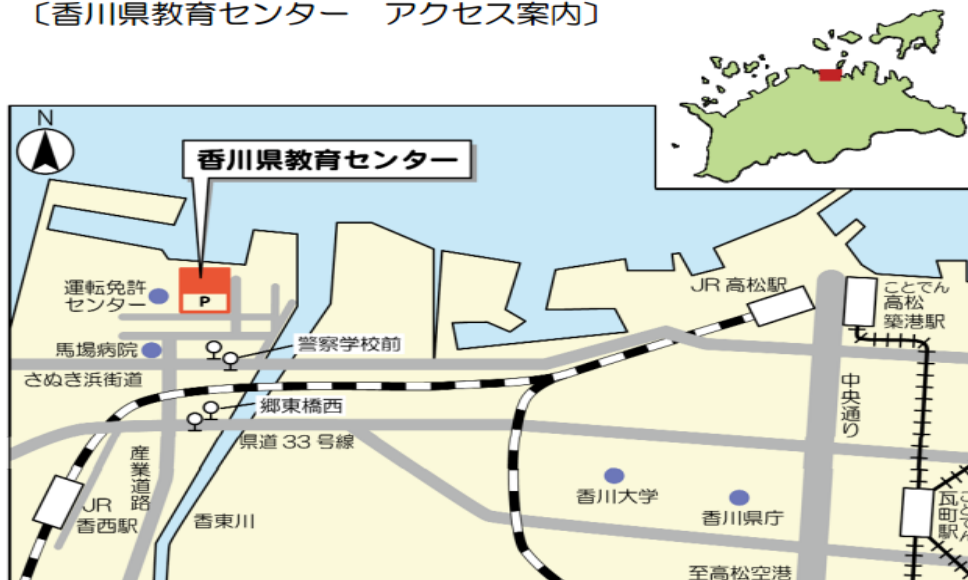 〔香川県教育センター　アクセス案内〕
N
香川県教育センター
運転免許
センター
P
JR 高松駅
ことでん
高松
築港駅
馬場病院
警察学校前
さぬき浜街道
郷東橋西
中央通り
県道 33 号線
産業道路
JR
香西駅
香東川
香川大学
香川県庁
ことでん
瓦町駅
至高松空港